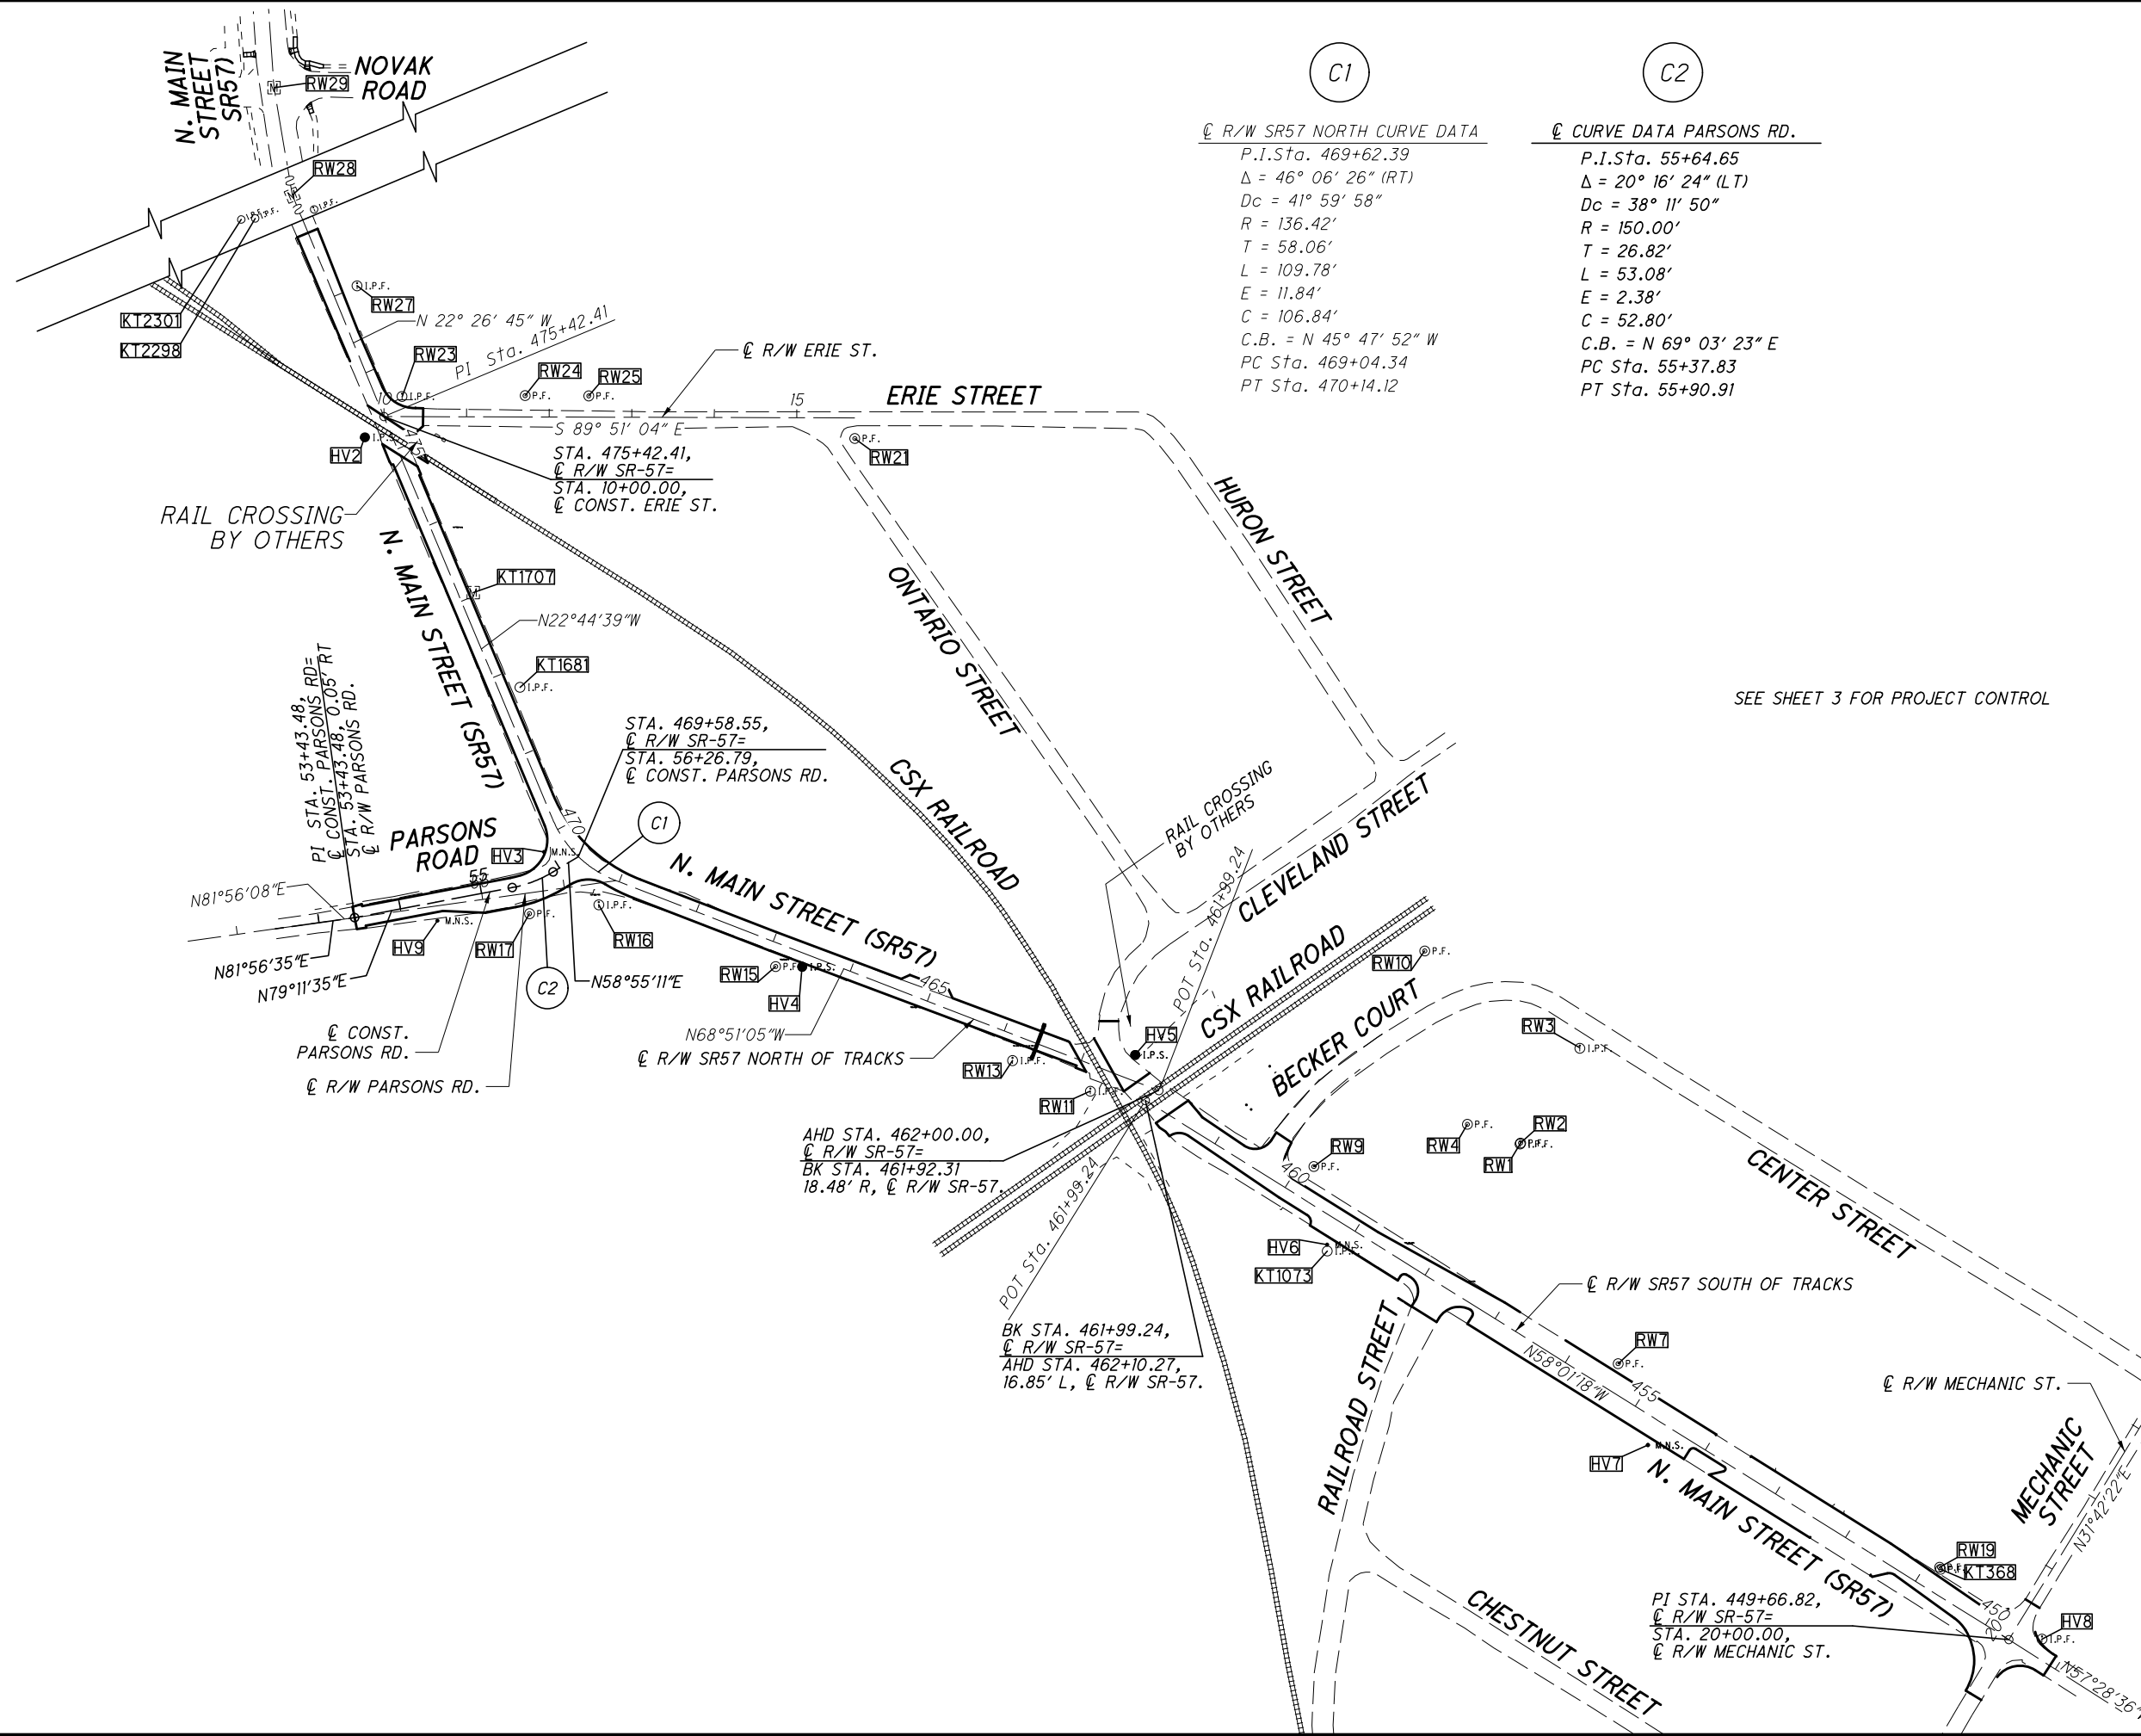 N. MAIN
STREET
SR57)
NOVAK
ROAD
RW29
RW28
I.P.F.
I.P.F.
I.P.F.
KT2301
KT2298
I.P.F.
RW27
N 22° 26′ 45″ W
PI Sta. 475+42.41
RW23
I.P.F.
RW24
P.F.
RW25
P.F.
℄ R/W ERIE ST.
10
15
ERIE STREET
S 89° 51′ 04″ E
STA. 475+42.41,
℄ R/W SR-57=
STA. 10+00.00,
℄ CONST. ERIE ST.
HV2
I.P.S.
475
P.F.
RW21
RAIL CROSSING
BY OTHERS
HURON STREET
ONTARIO STREET
N. MAIN STREET (SR57)
KT1707
N22°44′39″W
KT1681
I.P.F.
C1
℄ R/W SR57 NORTH CURVE DATA
P.I.Sta. 469+62.39
Δ = 46° 06′ 26″ (RT)
Dc = 41° 59′ 58″
R = 136.42′
T = 58.06′
L = 109.78′
E = 11.84′
C = 106.84′
C.B. = N 45° 47′ 52″ W
PC Sta. 469+04.34
PT Sta. 470+14.12
C2
℄ CURVE DATA PARSONS RD.
P.I.Sta. 55+64.65
Δ = 20° 16′ 24″ (LT)
Dc = 38° 11′ 50″
R = 150.00′
T = 26.82′
L = 53.08′
E = 2.38′
C = 52.80′
C.B. = N 69° 03′ 23″ E
PC Sta. 55+37.83
PT Sta. 55+90.91
SEE SHEET 3 FOR PROJECT CONTROL
PI STA. 53+43.48,
℄ CONST. PARSONS RD=
STA. 53+43.48, 0.05′ RT
℄ R/W PARSONS RD.
STA. 469+58.55,
℄ R/W SR-57=
STA. 56+26.79,
℄ CONST. PARSONS RD.
470
C1
PARSONS
ROAD
HV3
M.N.S.
55
N81°56′08″E
N81°56′35″E
N79°11′35″E
HV9
M.N.S.
RW17
P.F.
I.P.F.
RW16
C2
N58°55′11″E
℄ CONST.
PARSONS RD.
℄ R/W PARSONS RD.
N. MAIN STREET (SR57)
CSX RAILROAD
RW15
P.F.
I.P.S.
HV4
465
N68°51′05″W
℄ R/W SR57 NORTH OF TRACKS
RAIL CROSSING
BY OTHERS
CLEVELAND STREET
POT Sta. 461+99.24
CSX RAILROAD
RW10
P.F.
HV5
I.P.S.
BECKER COURT
RW3
I.P.F.
RW13
I.P.F.
RW11
I.P.F.
AHD STA. 462+00.00,
℄ R/W SR-57=
BK STA. 461+92.31
18.48′ R, ℄ R/W SR-57.
POT Sta. 461+99.24
BK STA. 461+99.24,
℄ R/W SR-57=
AHD STA. 462+10.27,
16.85′ L, ℄ R/W SR-57.
RW4
P.F.
RW2
RW1
P.F.
RW9
P.F.
460
CENTER STREET
HV6
M.N.S.
KT1073
℄ R/W SR57 SOUTH OF TRACKS
RW7
P.F.
N58°01′18″W
455
RAILROAD STREET
HV7
M.N.S.
℄ R/W MECHANIC ST.
MECHANIC
STREET
N31°42′22″E
N. MAIN STREET (SR57)
RW19
KT368
PI STA. 449+66.82,
℄ R/W SR-57=
STA. 20+00.00,
℄ R/W MECHANIC ST.
450
20
HV8
I.P.F.
N57°28′36″
CHESTNUT STREET